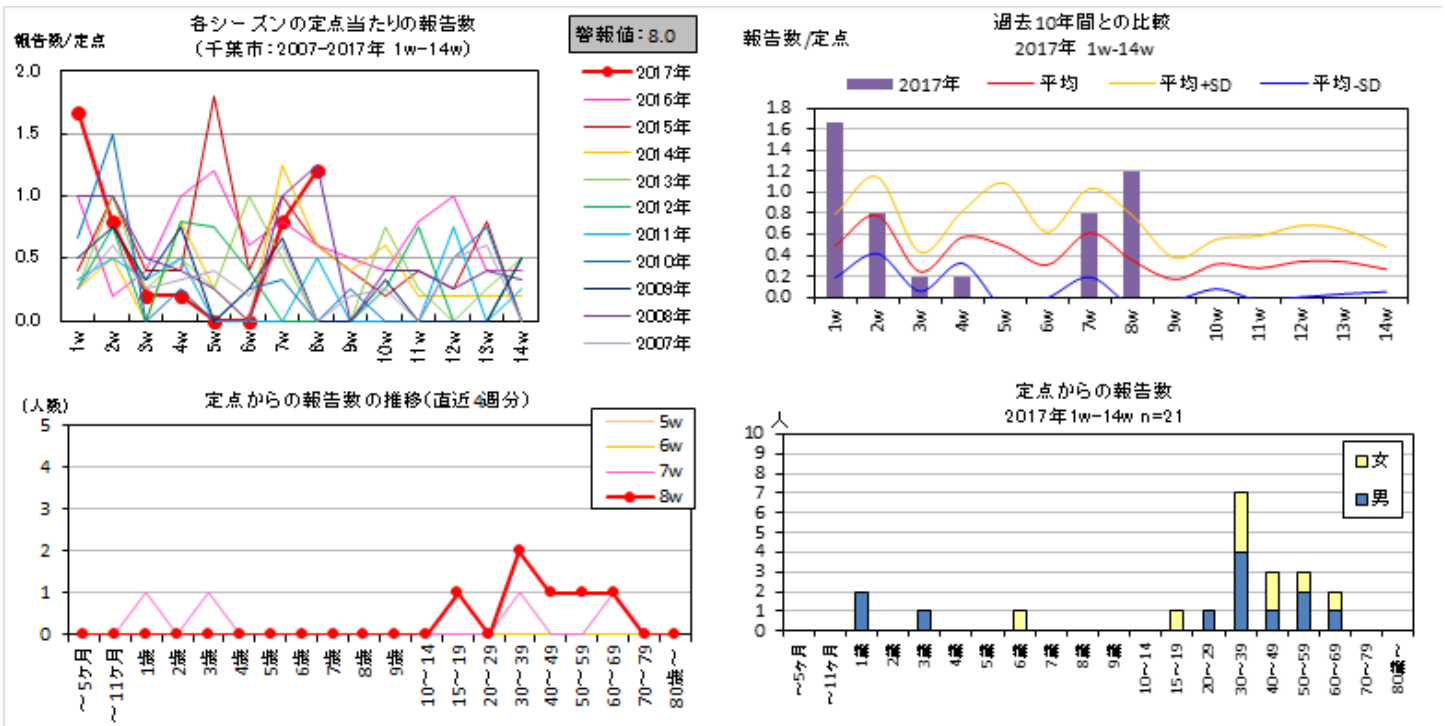 各シーズンの定点当たりの報告数
(千葉市:2007-2017年 1w-14w)
報告数/定点
警報値:8.0
2.0
1.5
1.0
0.5
0.0
1w
2w
3w
4w
5w
6w
7w
8w
9w
10w
11w
12w
13w
14w
2017年
2016年
2015年
2014年
2013年
2012年
2011年
2010年
2009年
2008年
2007年
過去10年間との比較
2017年 1w-14w
報告数/定点
2017年
平均
平均+SD
平均-SD
1.8
1.6
1.4
1.2
1.0
0.8
0.6
0.4
0.2
0.0
1w
2w
3w
4w
5w
6w
7w
8w
9w
10w
11w
12w
13w
14w
定点からの報告数の推移(直近4週分)
(人数)
5
4
3
2
1
0
5w
6w
7w
8w
~5ケ月
~11ケ月
1歳
2歳
3歳
4歳
5歳
6歳
7歳
8歳
9歳
10~14
15~19
20~29
30~39
40~49
50~59
60~69
70~79
80歳~
定点からの報告数
2017年1w-14w n=21
人
10
9
8
7
6
5
4
3
2
1
0
女
男
~5ケ月
~11ケ月
1歳
2歳
3歳
4歳
5歳
6歳
7歳
8歳
9歳
10~14
15~19
20~29
30~39
40~49
50~59
60~69
70~79
80歳~